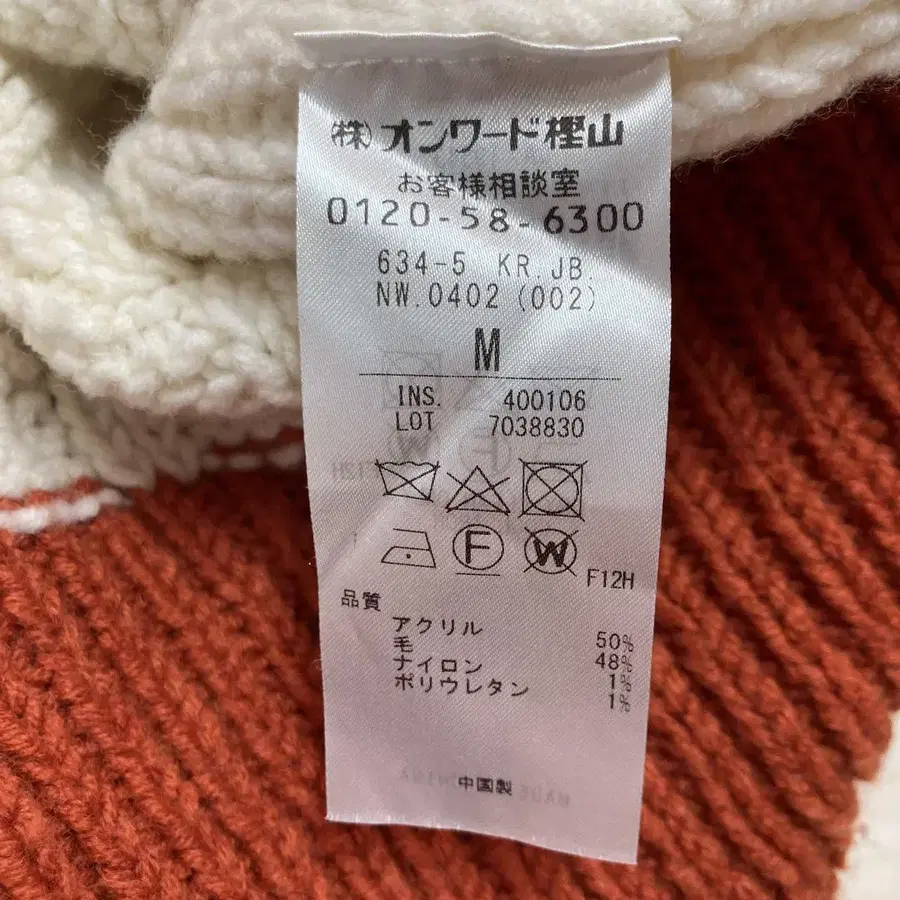 (株)オンワード樫山
お客様相談室
0120-58-6300
634-5 KR.JB.
NW.0402(002)
M
INS. 400106
LOT 7038830
F
W
F12H
品質
アクリル 50%
毛 48%
ナイロン 1%
ポリウレタン 1%
中国製